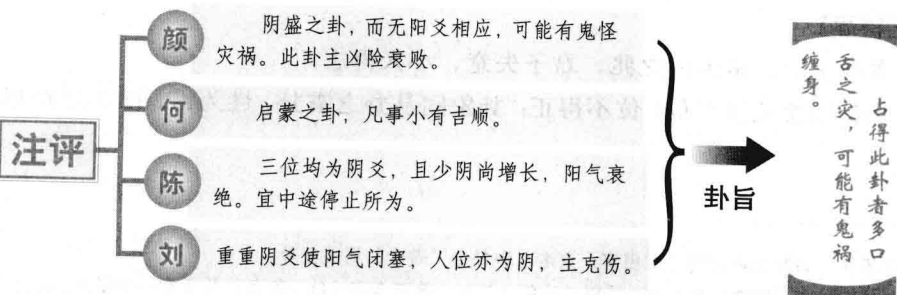 注评
颜
阴盛之卦，而无阳爻相应，可能有鬼怪
灾祸。此卦主凶险衰败。
何
启蒙之卦，凡事小有吉顺。
陈
三位均为阴爻，且少阴尚增长，阳气衰
绝。宜中途停止所为。
刘
重重阴爻使阳气闭塞，人位亦为阴，主克伤。
卦旨
占得此卦者多口
舌之灾，可能有鬼祸
缠身。